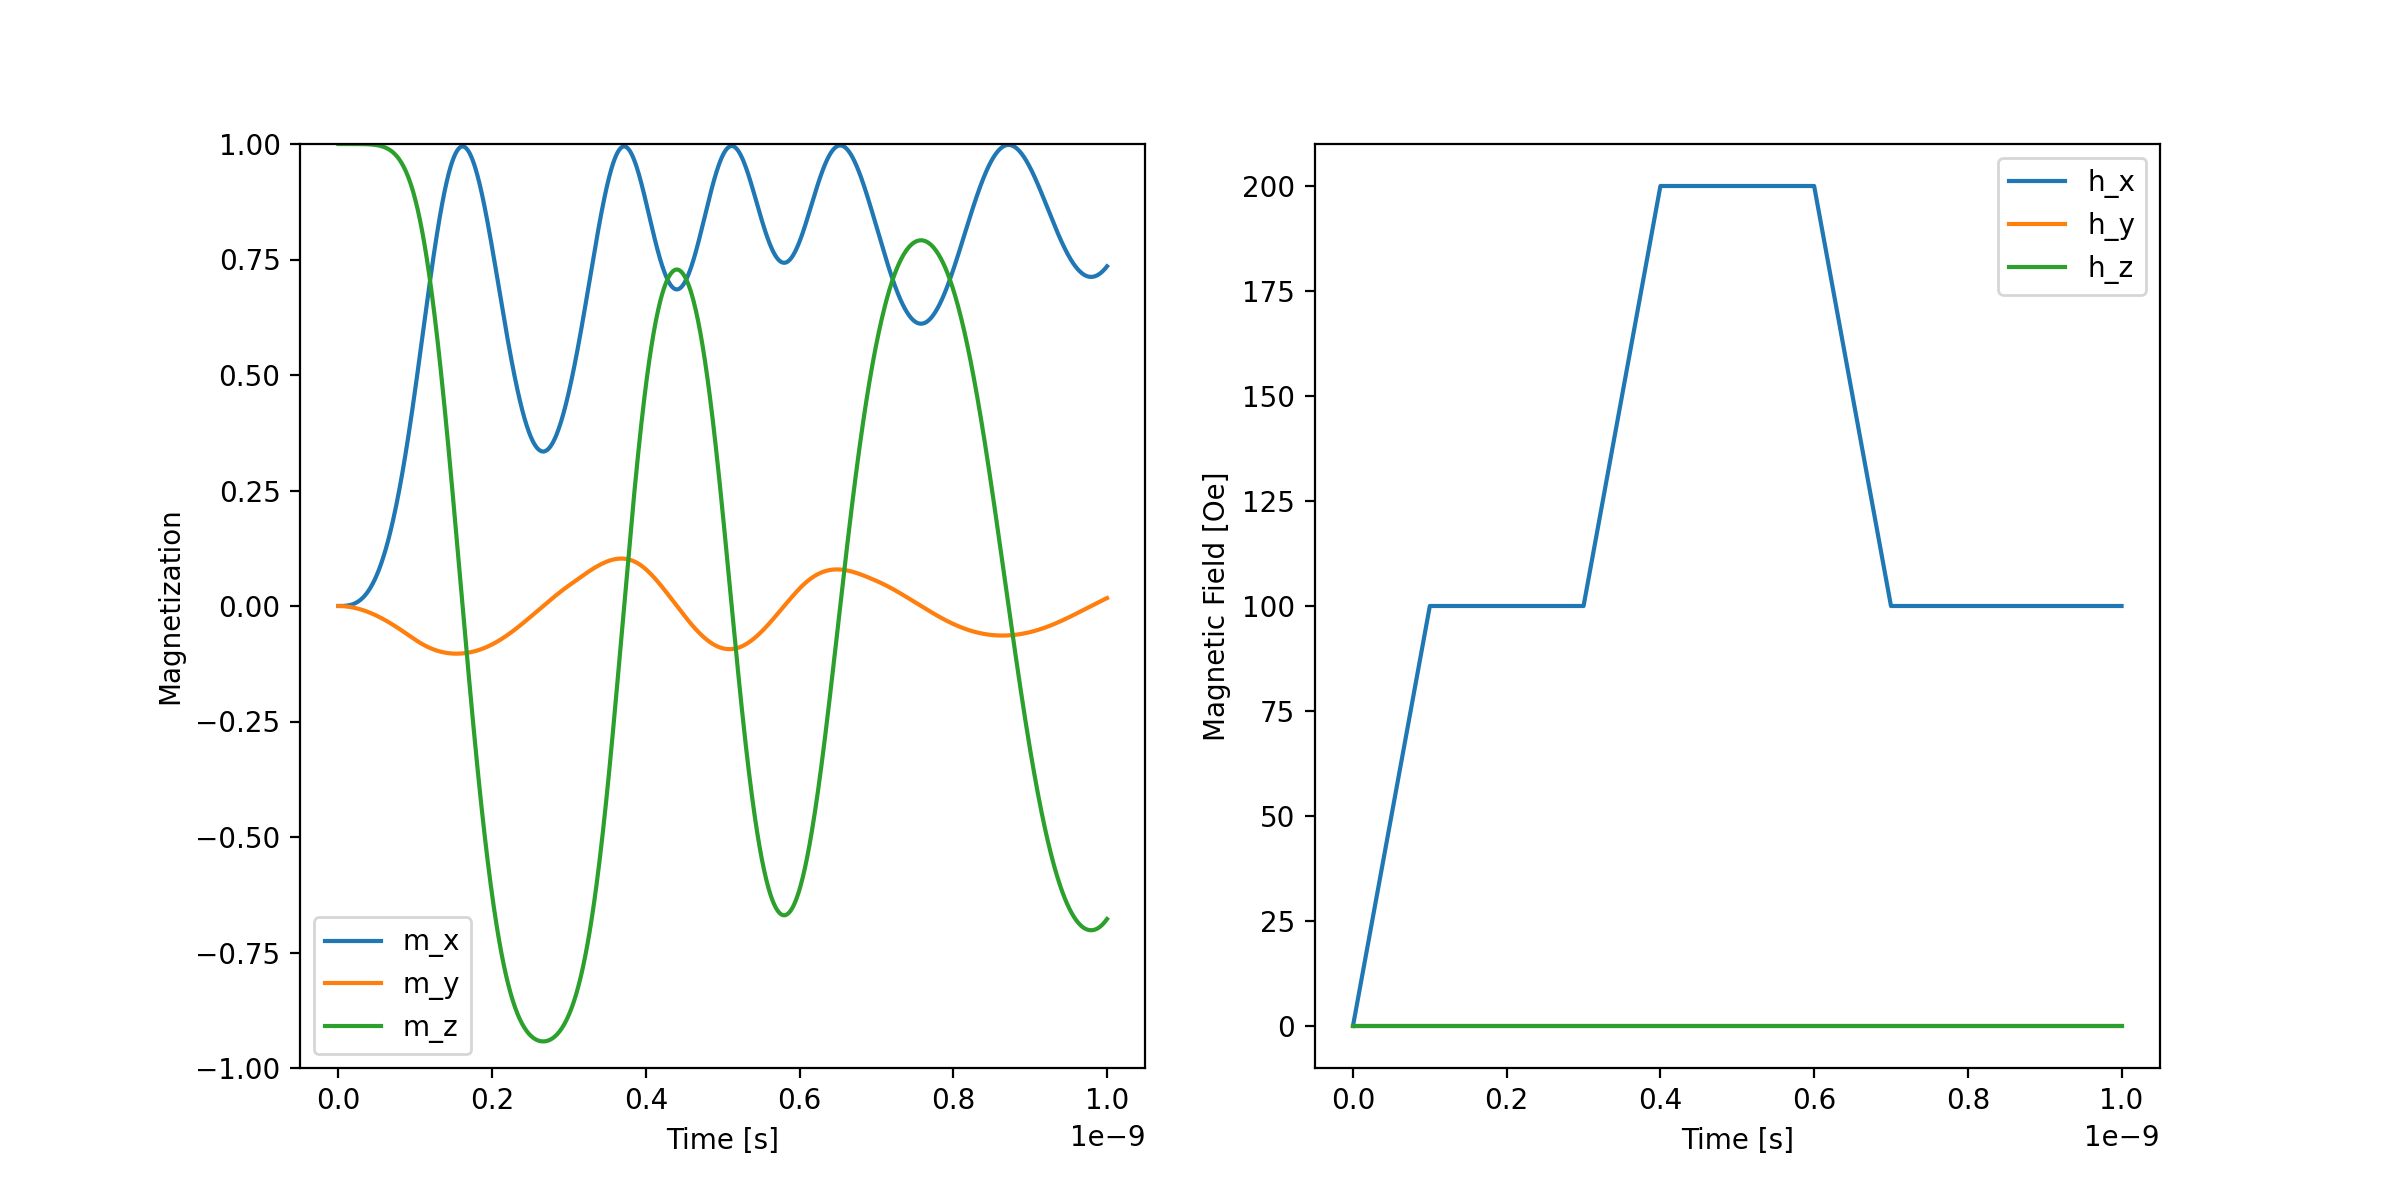 1.00
0.75
0.50
0.25
0.00
−0.25
−0.50
−0.75
−1.00
Magnetization
m_x
m_y
m_z
0.0 0.2 0.4 0.6 0.8 1.0
Time [s]
1e−9
200
175
150
125
100
75
50
25
0
Magnetic Field [Oe]
h_x
h_y
h_z
0.0 0.2 0.4 0.6 0.8 1.0
Time [s]
1e−9